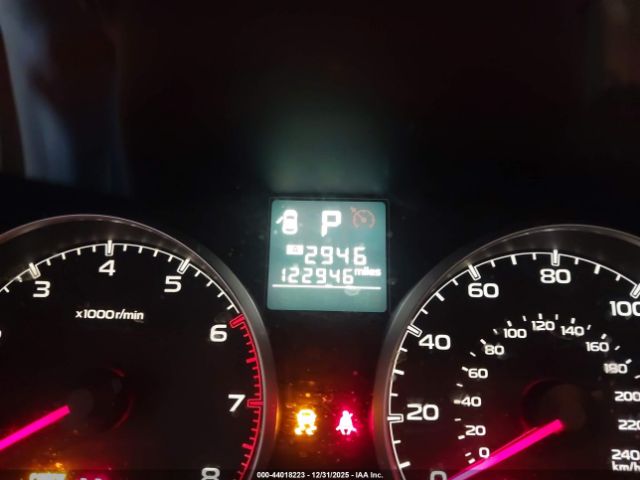 P
A 2946
122946 miles
3 4 5 6 7 8
x1000r/min
0 20 40 60 80 100
0 20 40 60 80 100 120 140 160 180 200 220 240
km/h
000-44018223 - 12/31/2025 - IAA Inc.